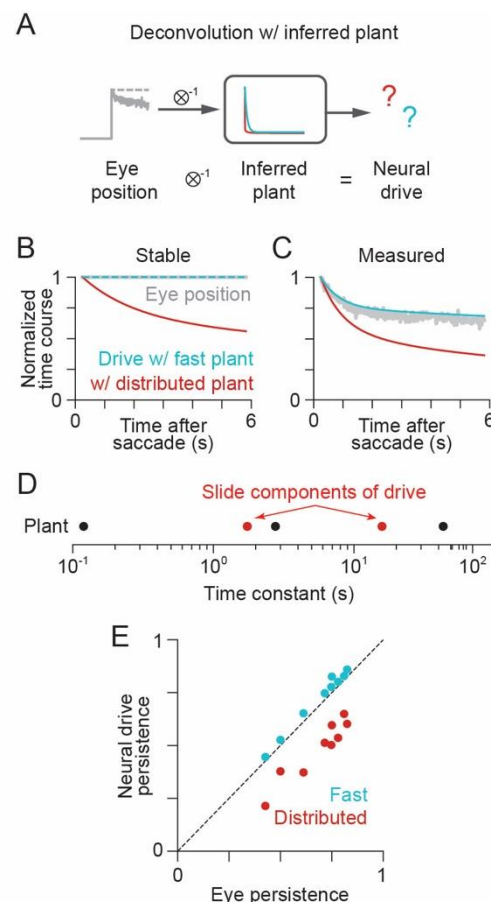 A
Deconvolution w/ inferred plant
⊗⁻¹
?
?
Eye position ⊗⁻¹ Inferred plant = Neural drive
B
Stable
C
Measured
Normalized time course
1
0
Eye position
Drive w/ fast plant
w/ distributed plant
0
6
Time after saccade (s)
1
0
0
6
Time after saccade (s)
D
Slide components of drive
Plant
10⁻¹ 10⁰ 10¹ 10²
Time constant (s)
E
Neural drive persistence
1
0
Fast
Distributed
0
1
Eye persistence